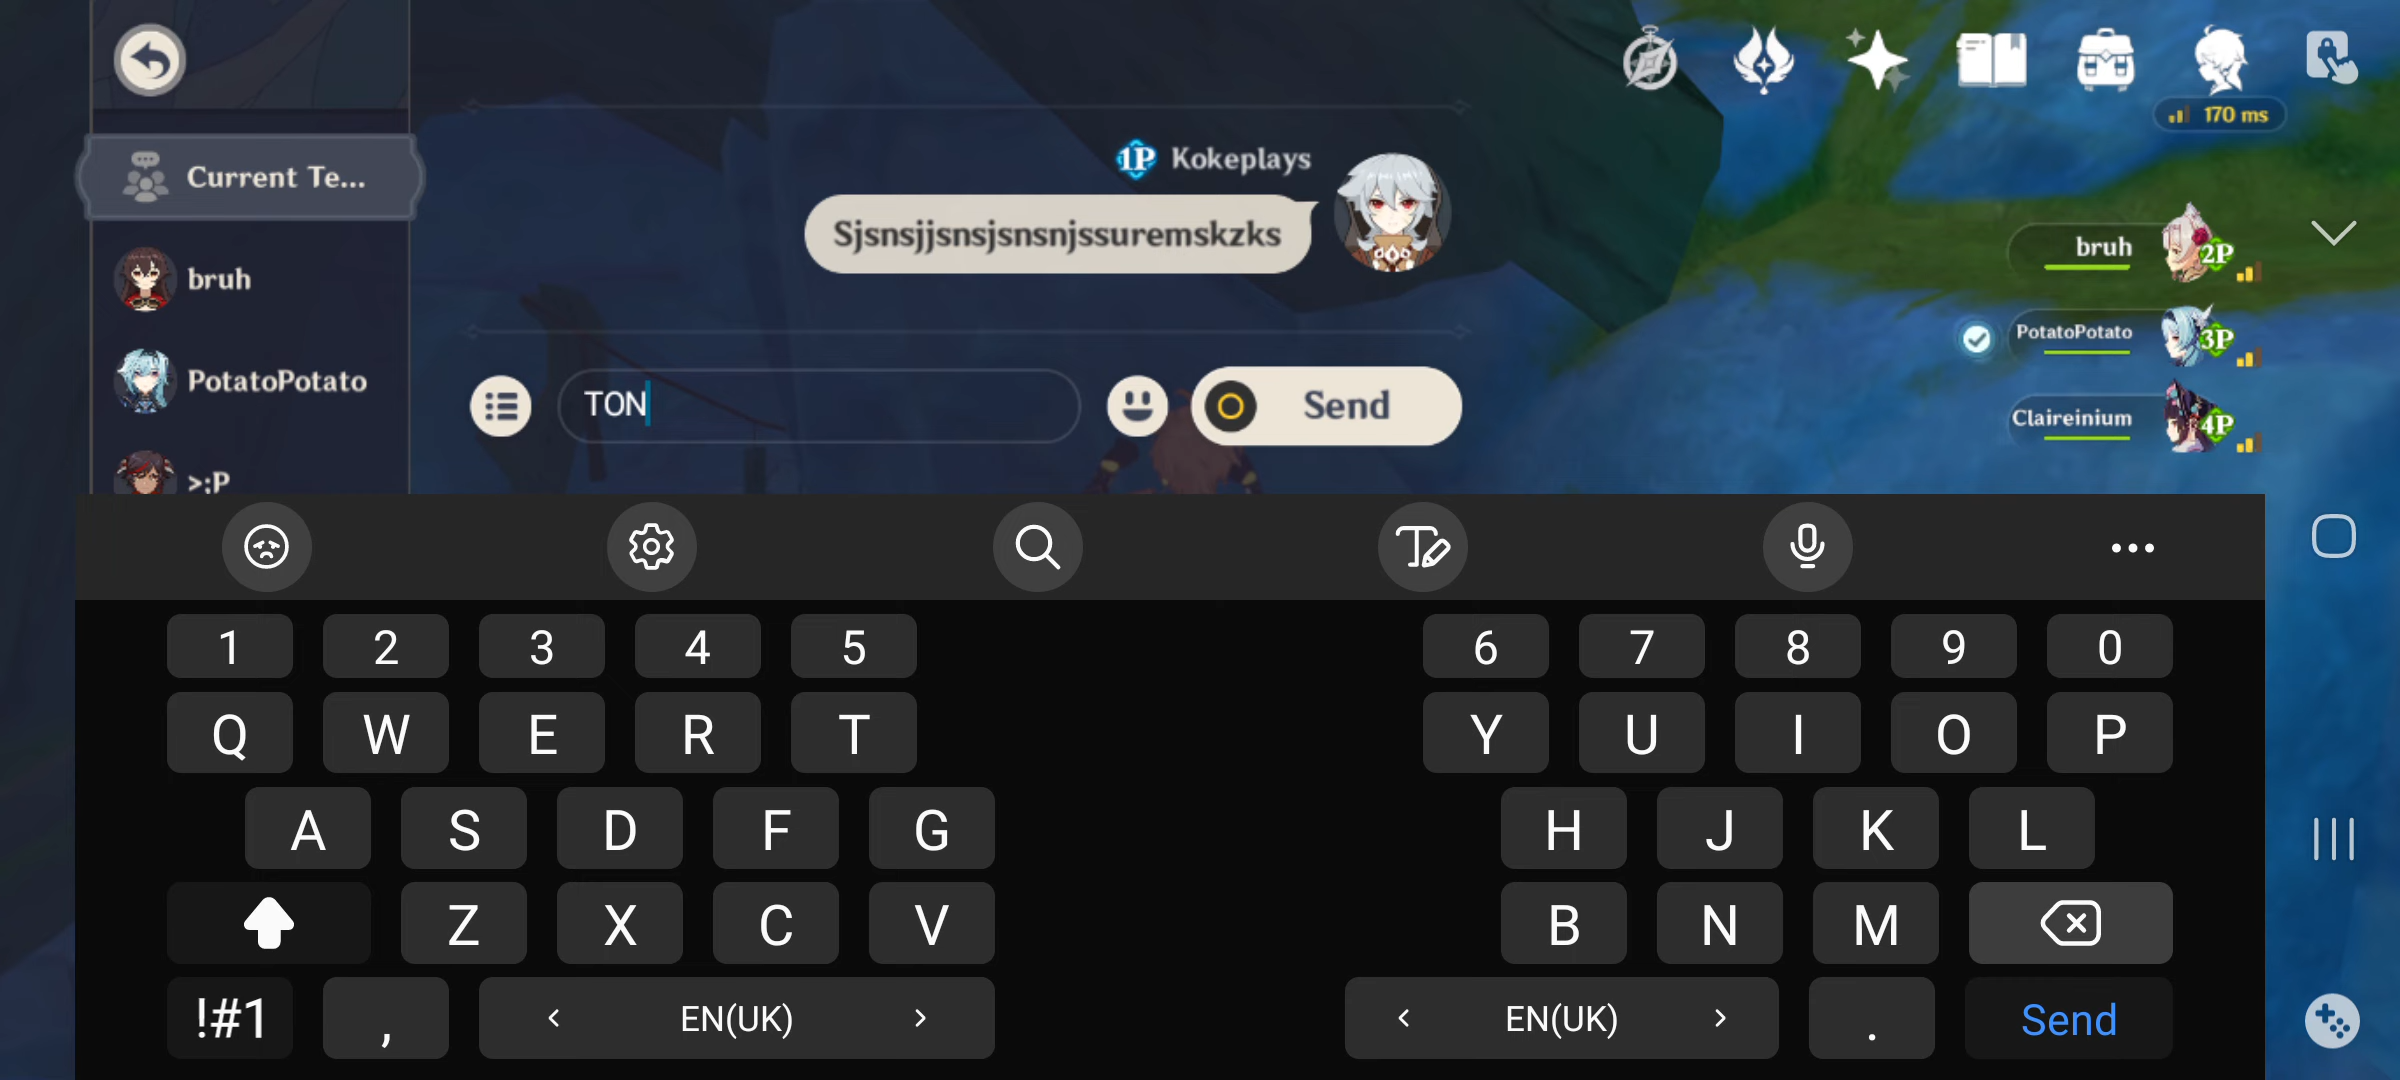 170 ms
Current Te...
1P Kokeplays
Sjsnsjjsnsjsnsnjssuremskzks
bruh
PotatoPotato
>:P
TON
Send
bruh 2P
PotatoPotato 3P
Claireinium 4P
1 2 3 4 5 6 7 8 9 0
Q W E R T Y U I O P
A S D F G H J K L
Z X C V B N M
!#1 , < EN(UK) > < EN(UK) > . Send